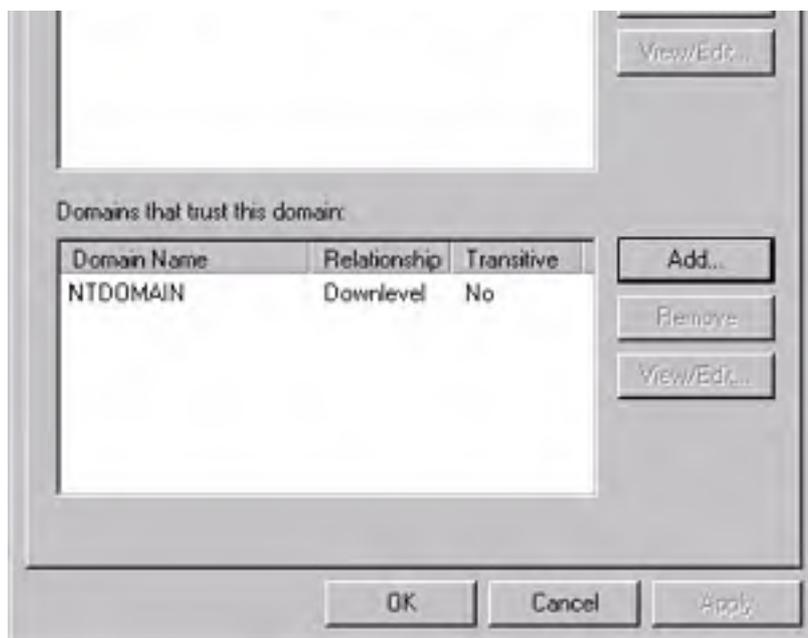 View/Edit...
Domains that trust this domain:
Domain Name Relationship Transitive
NTDOMAIN Downlevel No
Add...
Remove
View/Edit...
OK Cancel Apply